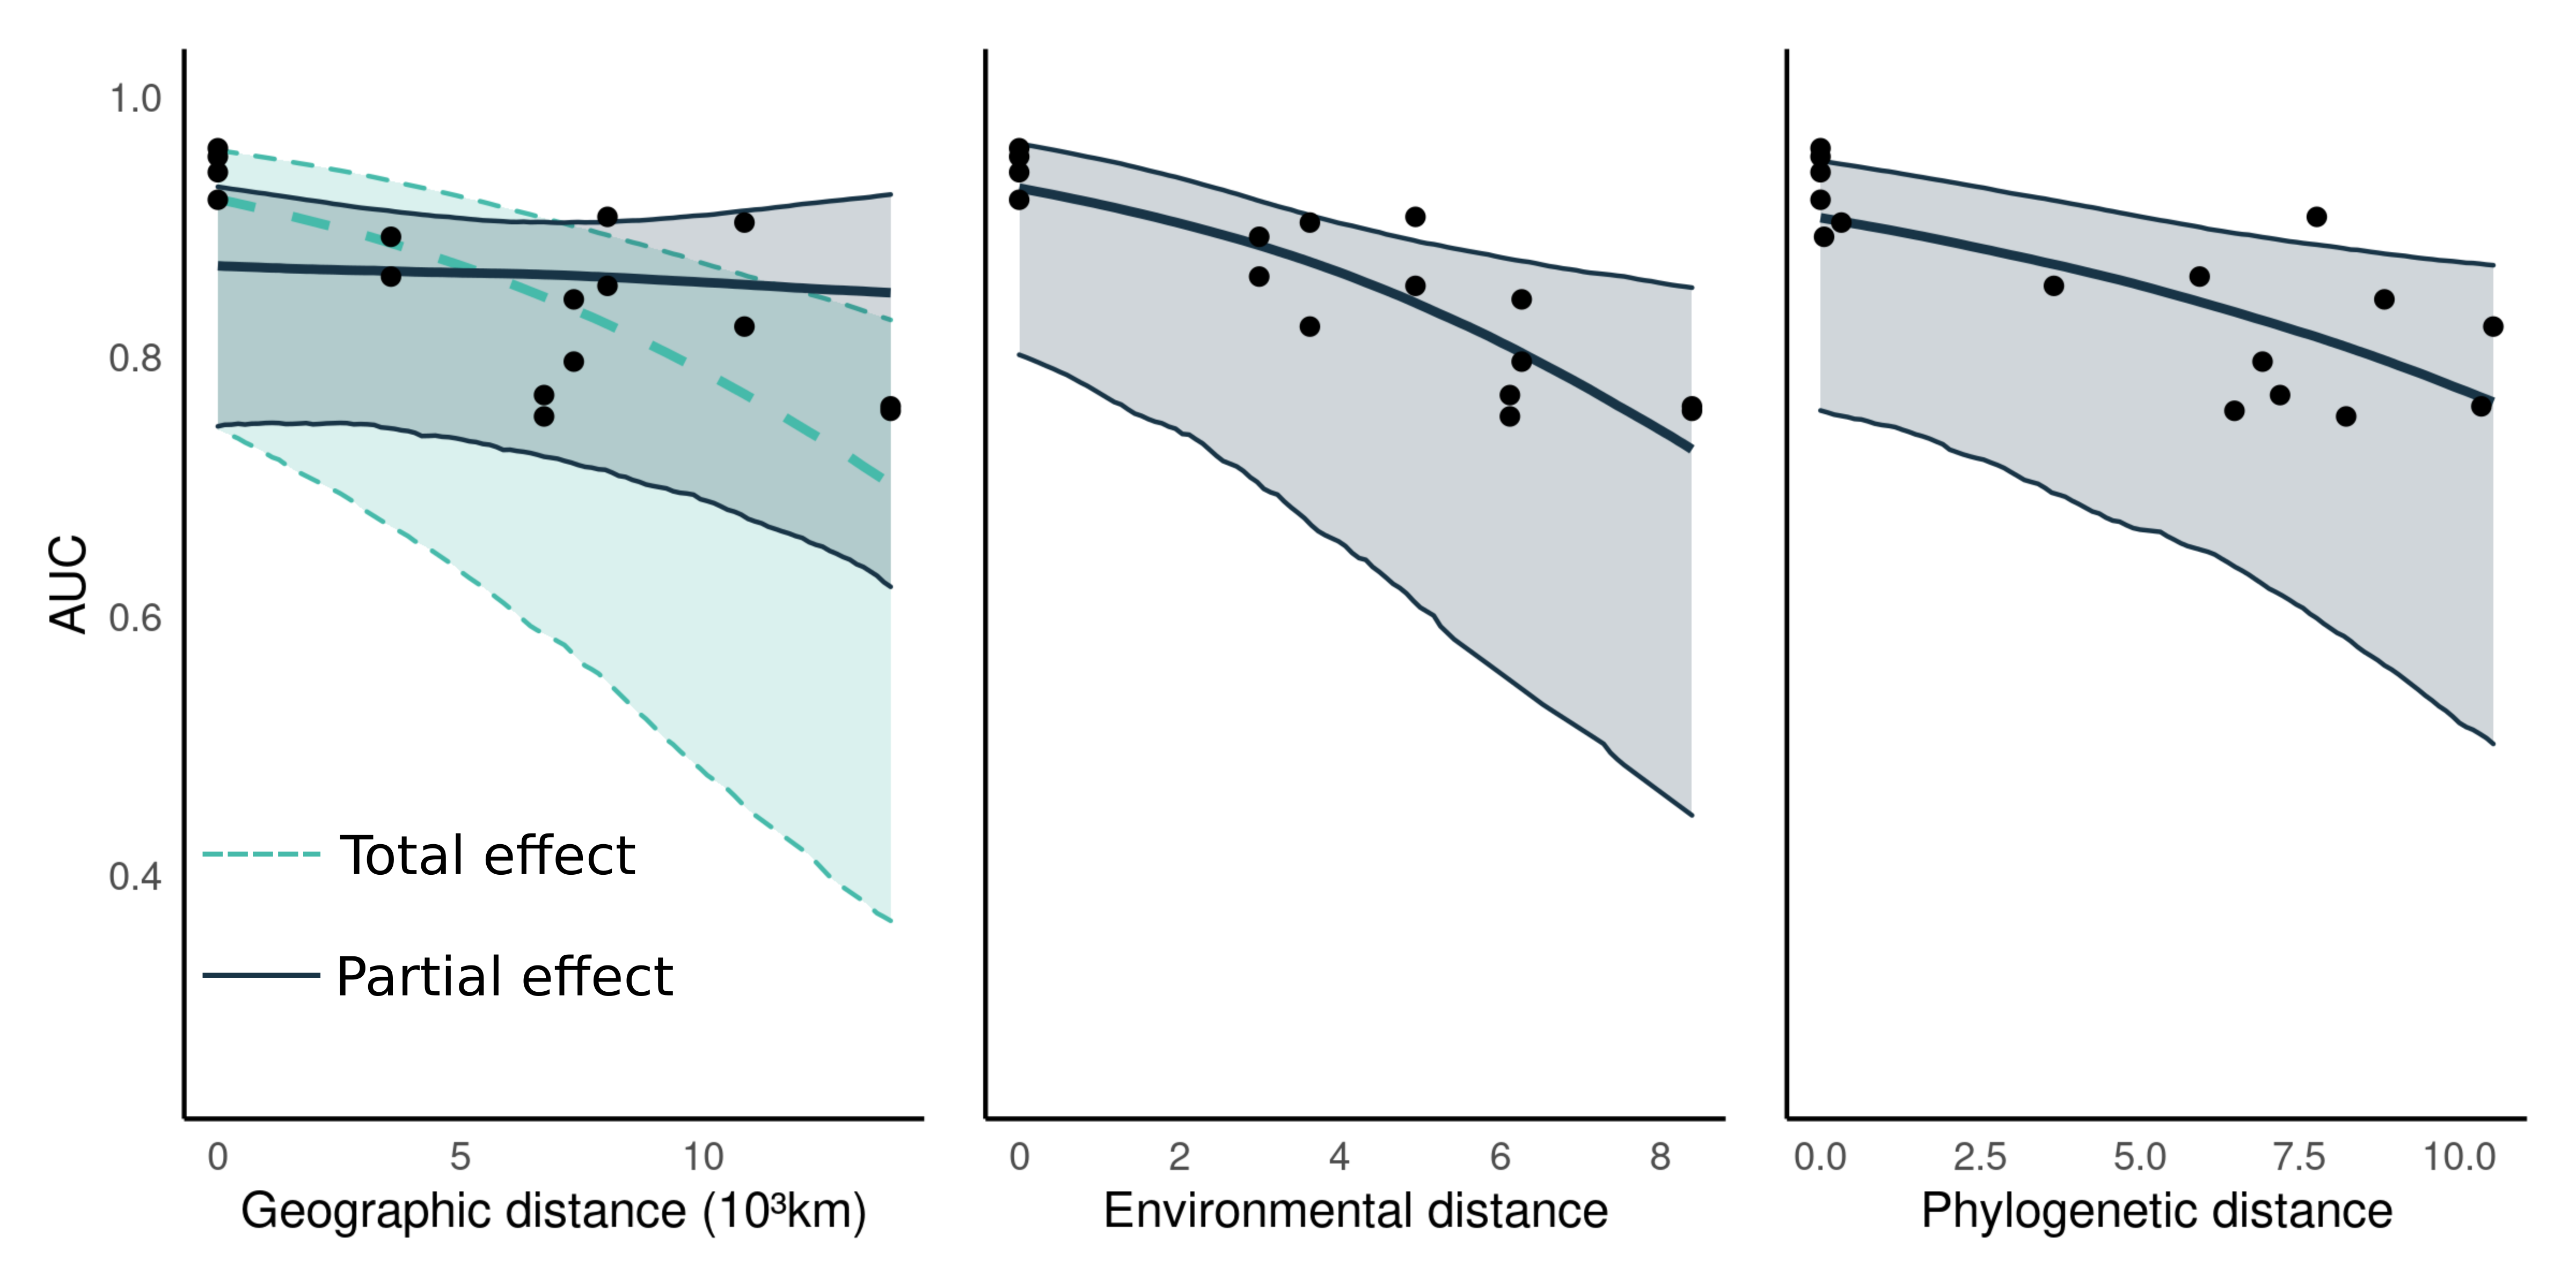 AUC
1.0
0.8
0.6
0.4
Total effect
Partial effect
0 5 10
Geographic distance (10³km)
0 2 4 6 8
Environmental distance
0.0 2.5 5.0 7.5 10.0
Phylogenetic distance